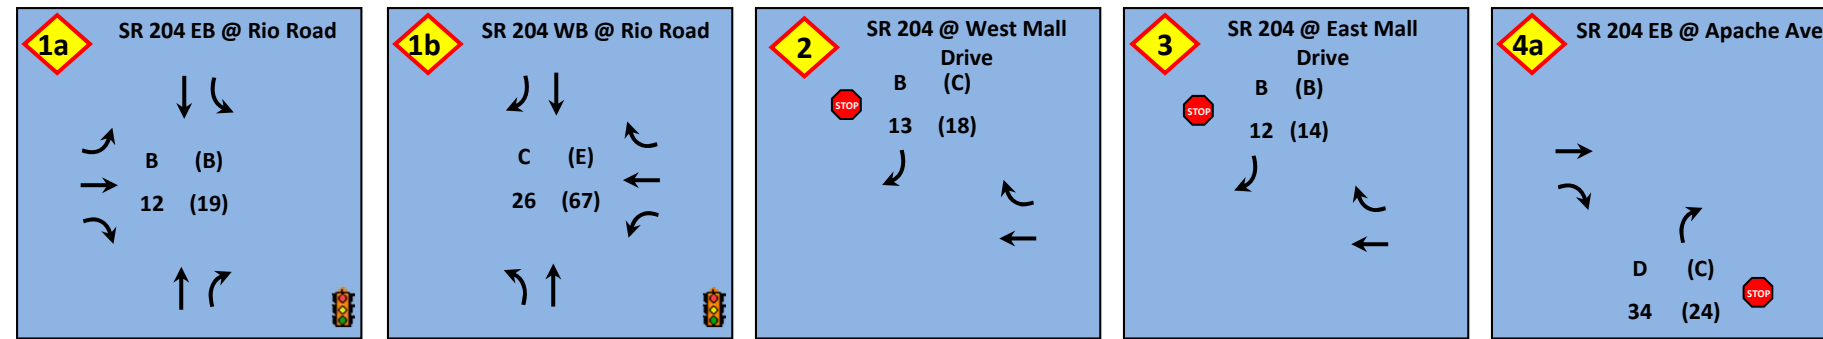 1a
SR 204 EB @ Rio Road
B (B)
12 (19)
1b
SR 204 WB @ Rio Road
C (E)
26 (67)
2
SR 204 @ West Mall
Drive
B (C)
STOP
13 (18)
3
SR 204 @ East Mall
Drive
B (B)
STOP
12 (14)
4a
SR 204 EB @ Apache Ave
D (C)
STOP
34 (24)